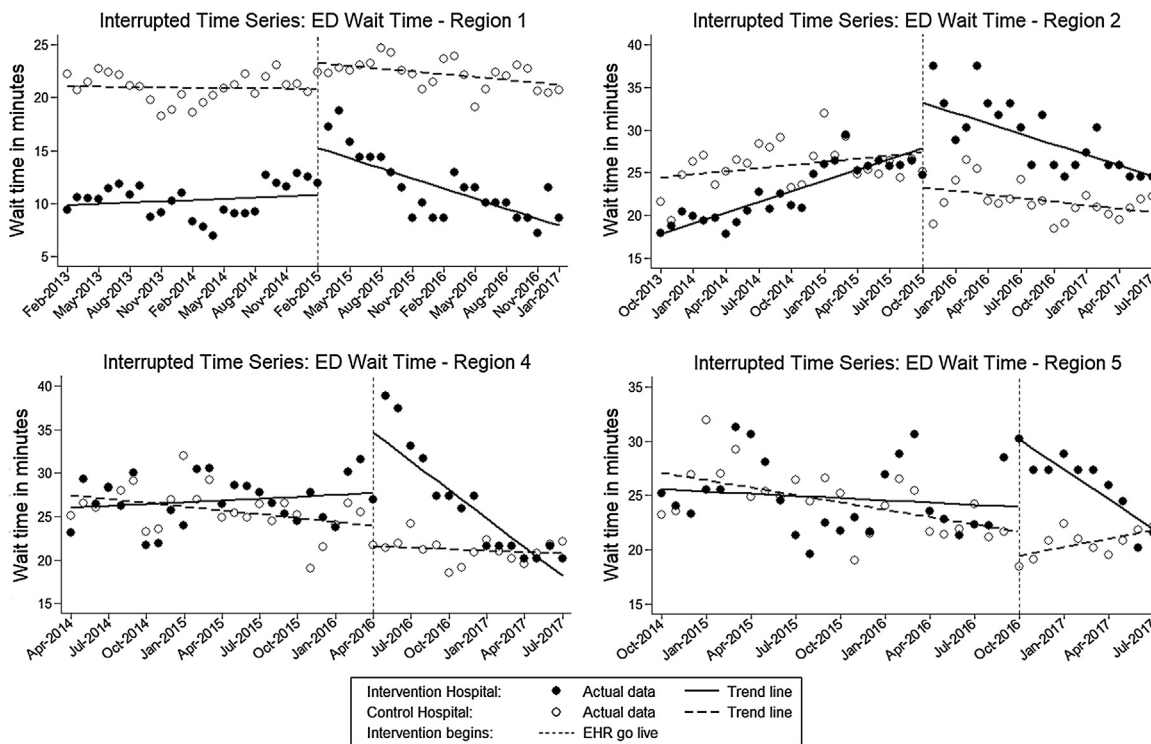 Interrupted Time Series: ED Wait Time - Region 1
Wait time in minutes
25
20
15
10
5
Feb-2013
May-2013
Aug-2013
Nov-2013
Feb-2014
May-2014
Aug-2014
Nov-2014
Feb-2015
May-2015
Aug-2015
Nov-2015
Feb-2016
May-2016
Aug-2016
Nov-2016
Jan-2017
Interrupted Time Series: ED Wait Time - Region 2
Wait time in minutes
40
35
30
25
20
15
Oct-2013
Jan-2014
Apr-2014
Jul-2014
Oct-2014
Jan-2015
Apr-2015
Jul-2015
Oct-2015
Jan-2016
Apr-2016
Jul-2016
Oct-2016
Jan-2017
Apr-2017
Jul-2017
Interrupted Time Series: ED Wait Time - Region 4
Wait time in minutes
40
35
30
25
20
15
Apr-2014
Jul-2014
Oct-2014
Jan-2015
Apr-2015
Jul-2015
Oct-2015
Jan-2016
Apr-2016
Jul-2016
Oct-2016
Jan-2017
Apr-2017
Jul-2017
Interrupted Time Series: ED Wait Time - Region 5
Wait time in minutes
35
30
25
20
15
Oct-2014
Jan-2015
Apr-2015
Jul-2015
Oct-2015
Jan-2016
Apr-2016
Jul-2016
Oct-2016
Jan-2017
Apr-2017
Jul-2017
Intervention Hospital: Actual data Trend line
Control Hospital: Actual data Trend line
Intervention begins: EHR go live